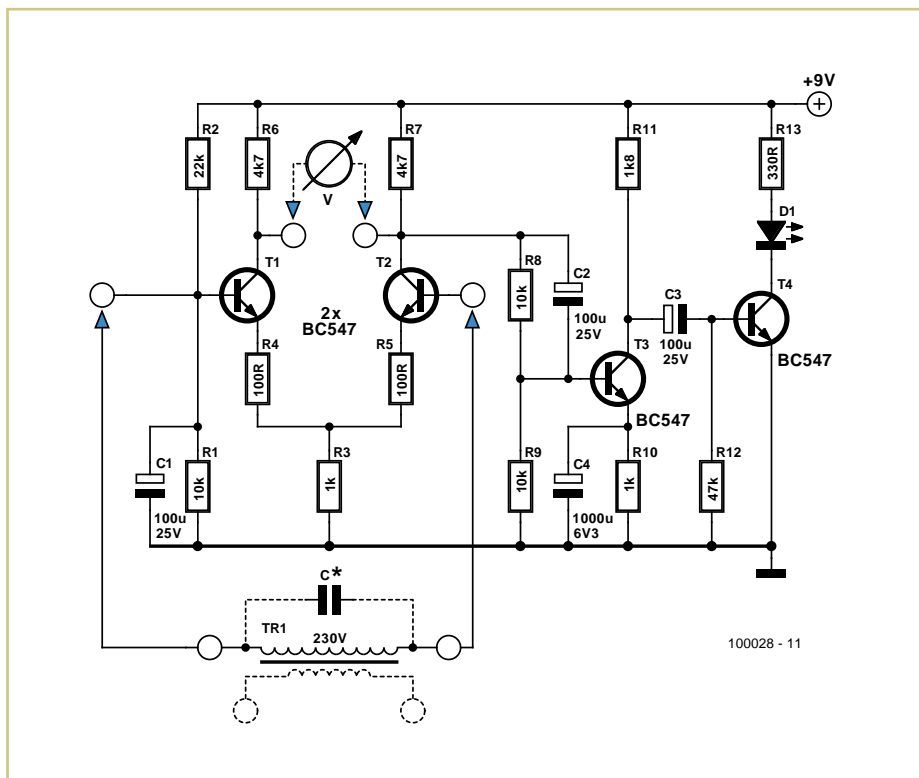 +9V
R2
22k
R6
4k7
V
R7
4k7
R11
1k8
R13
330R
D1
T1
T2
2x
BC547
R8
10k
C2
100u
25V
C3
100u
25V
T4
BC547
R4
100R
R5
100R
T3
BC547
C1
100u
25V
R1
10k
R3
1k
R9
10k
C4
1000u
6V3
R10
1k
R12
47k
C*
TR1
230V
100028 - 11